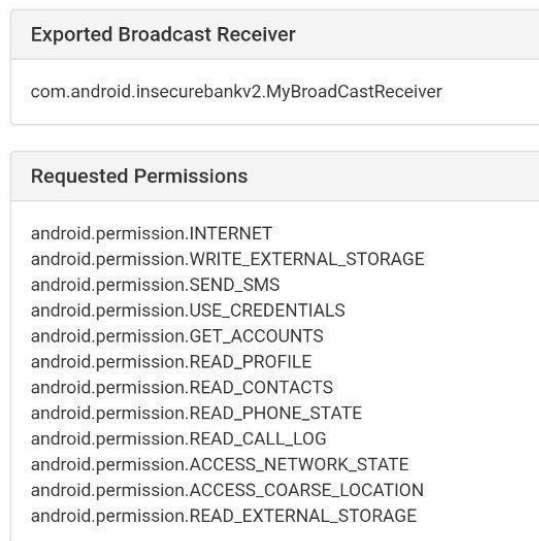 Exported Broadcast Receiver
com.android.insecurebankv2.MyBroadCastReceiver
Requested Permissions
android.permission.INTERNET
android.permission.WRITE_EXTERNAL_STORAGE
android.permission.SEND_SMS
android.permission.USE_CREDENTIALS
android.permission.GET_ACCOUNTS
android.permission.READ_PROFILE
android.permission.READ_CONTACTS
android.permission.READ_PHONE_STATE
android.permission.READ_CALL_LOG
android.permission.ACCESS_NETWORK_STATE
android.permission.ACCESS_COARSE_LOCATION
android.permission.READ_EXTERNAL_STORAGE